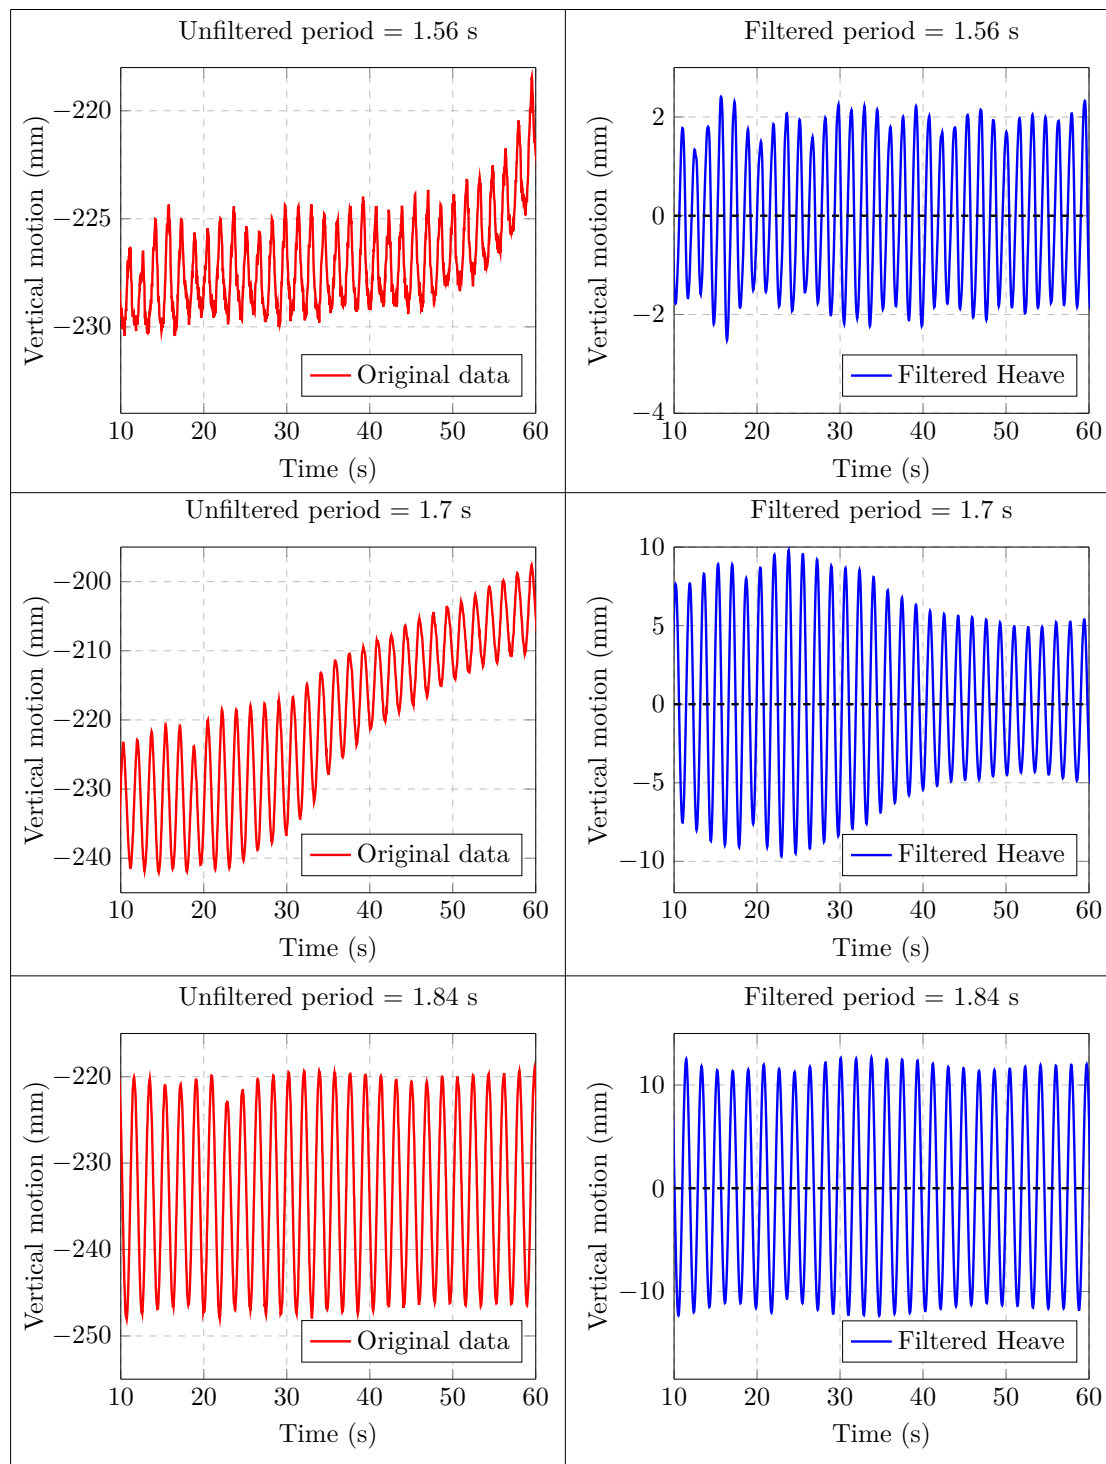 Unfiltered period = 1.56 s
−220
−225
−230
10 20 30 40 50 60
Time (s)
Vertical motion (mm)
Original data
Filtered period = 1.56 s
2
0
−2
−4
10 20 30 40 50 60
Time (s)
Vertical motion (mm)
Filtered Heave
Unfiltered period = 1.7 s
−200
−210
−220
−230
−240
10 20 30 40 50 60
Time (s)
Vertical motion (mm)
Original data
Filtered period = 1.7 s
10
5
0
−5
−10
10 20 30 40 50 60
Time (s)
Vertical motion (mm)
Filtered Heave
Unfiltered period = 1.84 s
−220
−230
−240
−250
10 20 30 40 50 60
Time (s)
Vertical motion (mm)
Original data
Filtered period = 1.84 s
10
0
−10
10 20 30 40 50 60
Time (s)
Vertical motion (mm)
Filtered Heave